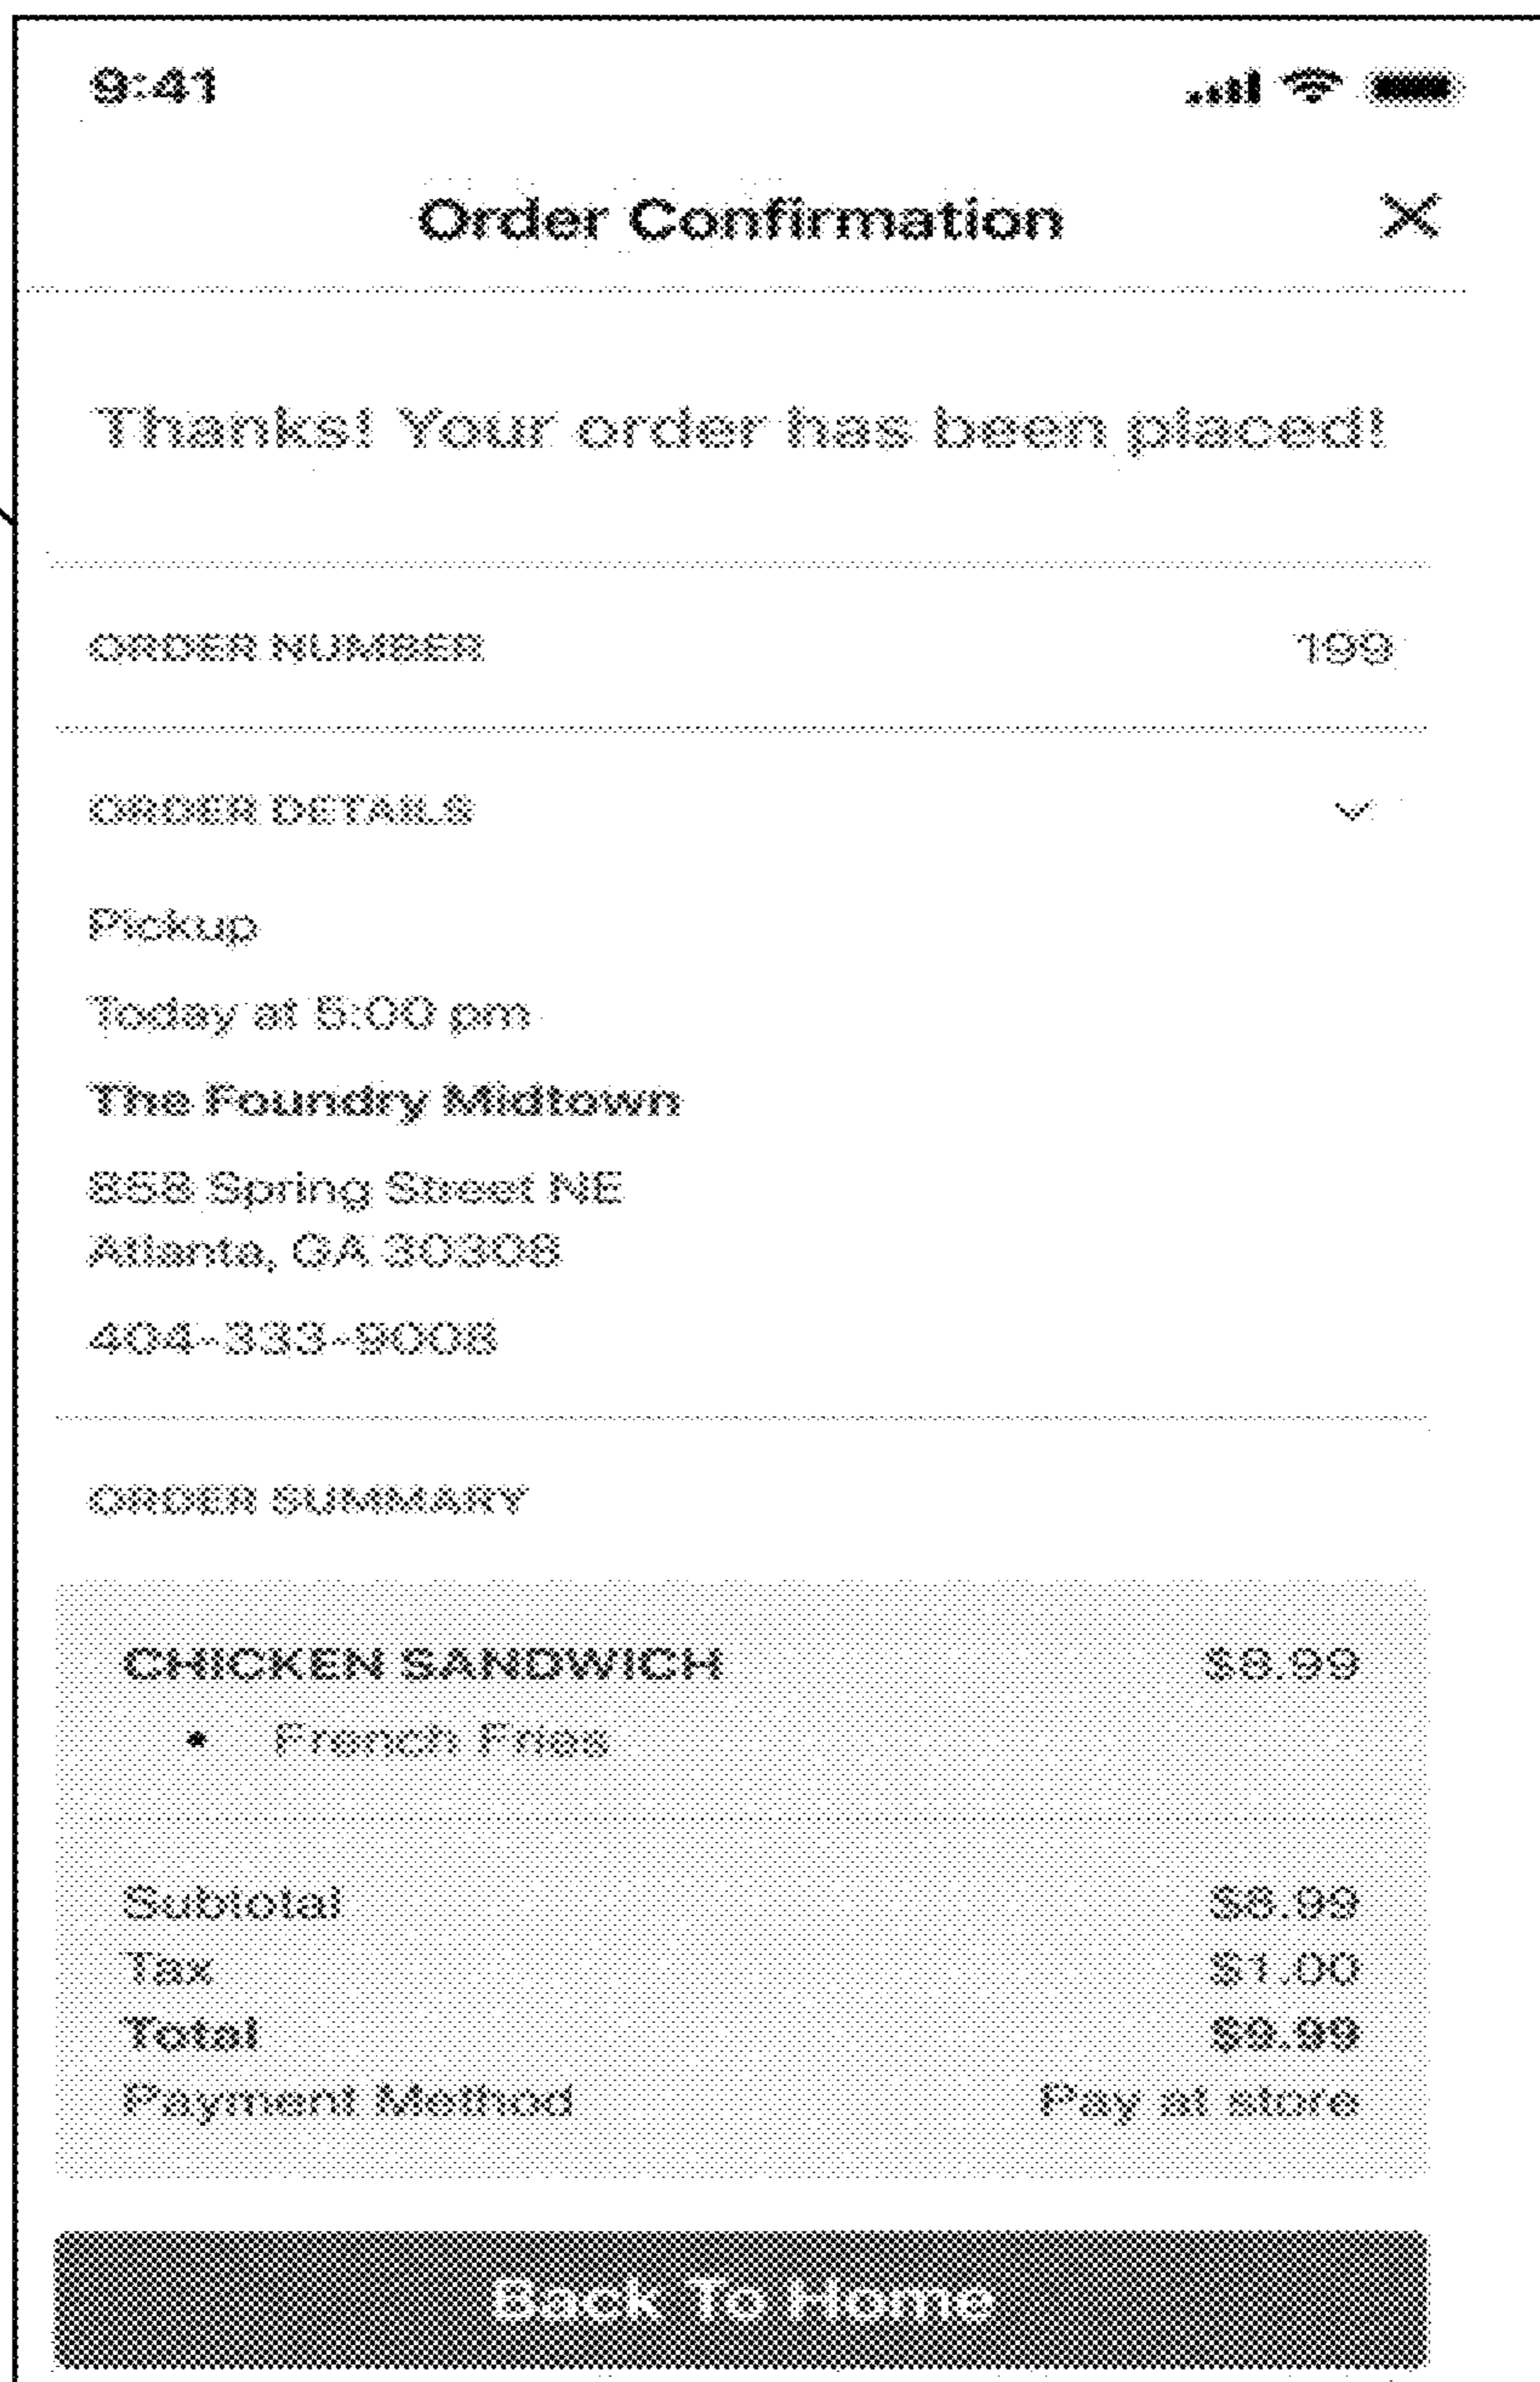 9:41
Order Confirmation
Thanks! Your order has been placed!
ORDER NUMBER 199
ORDER DETAILS
Pickup
Today at 5:00 pm
The Foundry Midtown
858 Spring Street NE
Atlanta, GA 30308
404-333-9008
ORDER SUMMARY
CHICKEN SANDWICH $8.99
• French Fries
Subtotal $8.99
Tax $1.00
Total $9.99
Payment Method Pay at store
Back To Home